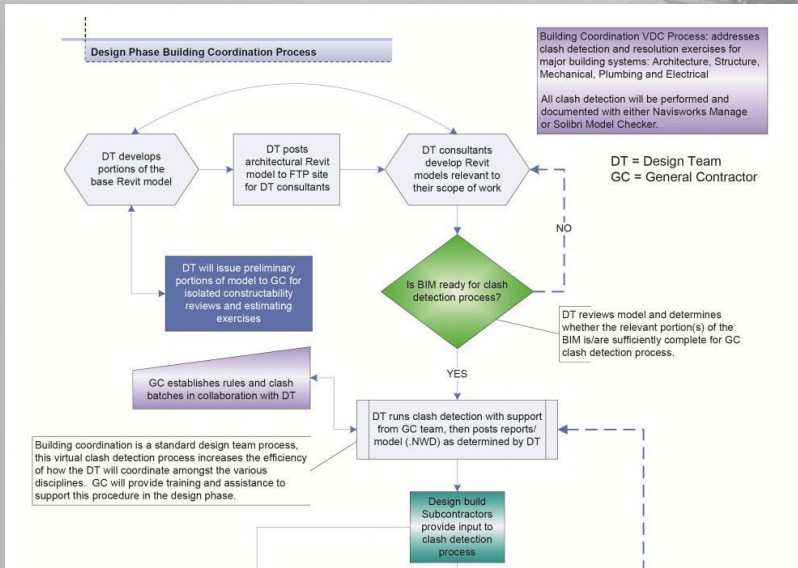 Design Phase Building Coordination Process
Building Coordination VDC Process: addresses
clash detection and resolution exercises for
major building systems: Architecture, Structure,
Mechanical, Plumbing and Electrical
All clash detection will be performed and
documented with either Navisworks Manage
or Solibri Model Checker.
DT = Design Team
GC = General Contractor
DT develops
portions of the
base Revit model
DT posts
architectural Revit
model to FTP site
for DT consultants
DT consultants
develop Revit
models relevant to
their scope of work
NO
DT will issue preliminary
portions of model to GC for
isolated constructability
reviews and estimating
exercises
Is BIM ready for clash
detection process?
DT reviews model and determines
whether the relevant portion(s) of the
BIM is/are sufficiently complete for GC
clash detection process.
YES
GC establishes rules and clash
batches in collaboration with DT
DT runs clash detection with support
from GC team, then posts reports/
model (.NWD) as determined by DT
Building coordination is a standard design team process,
this virtual clash detection process increases the efficiency
of how the DT will coordinate amongst the various
disciplines. GC will provide training and assistance to
support this procedure in the design phase.
Design build
Subcontractors
provide input to
clash detection
process